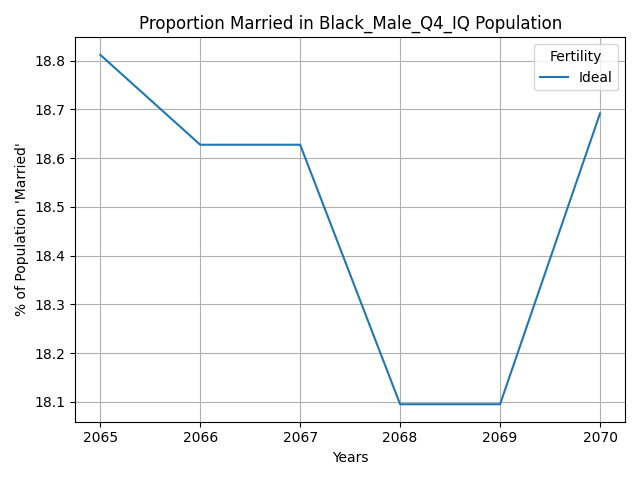 Proportion Married in Black_Male_Q4_IQ Population
Fertility
Ideal
% of Population 'Married'
18.8
18.7
18.6
18.5
18.4
18.3
18.2
18.1
2065 2066 2067 2068 2069 2070
Years